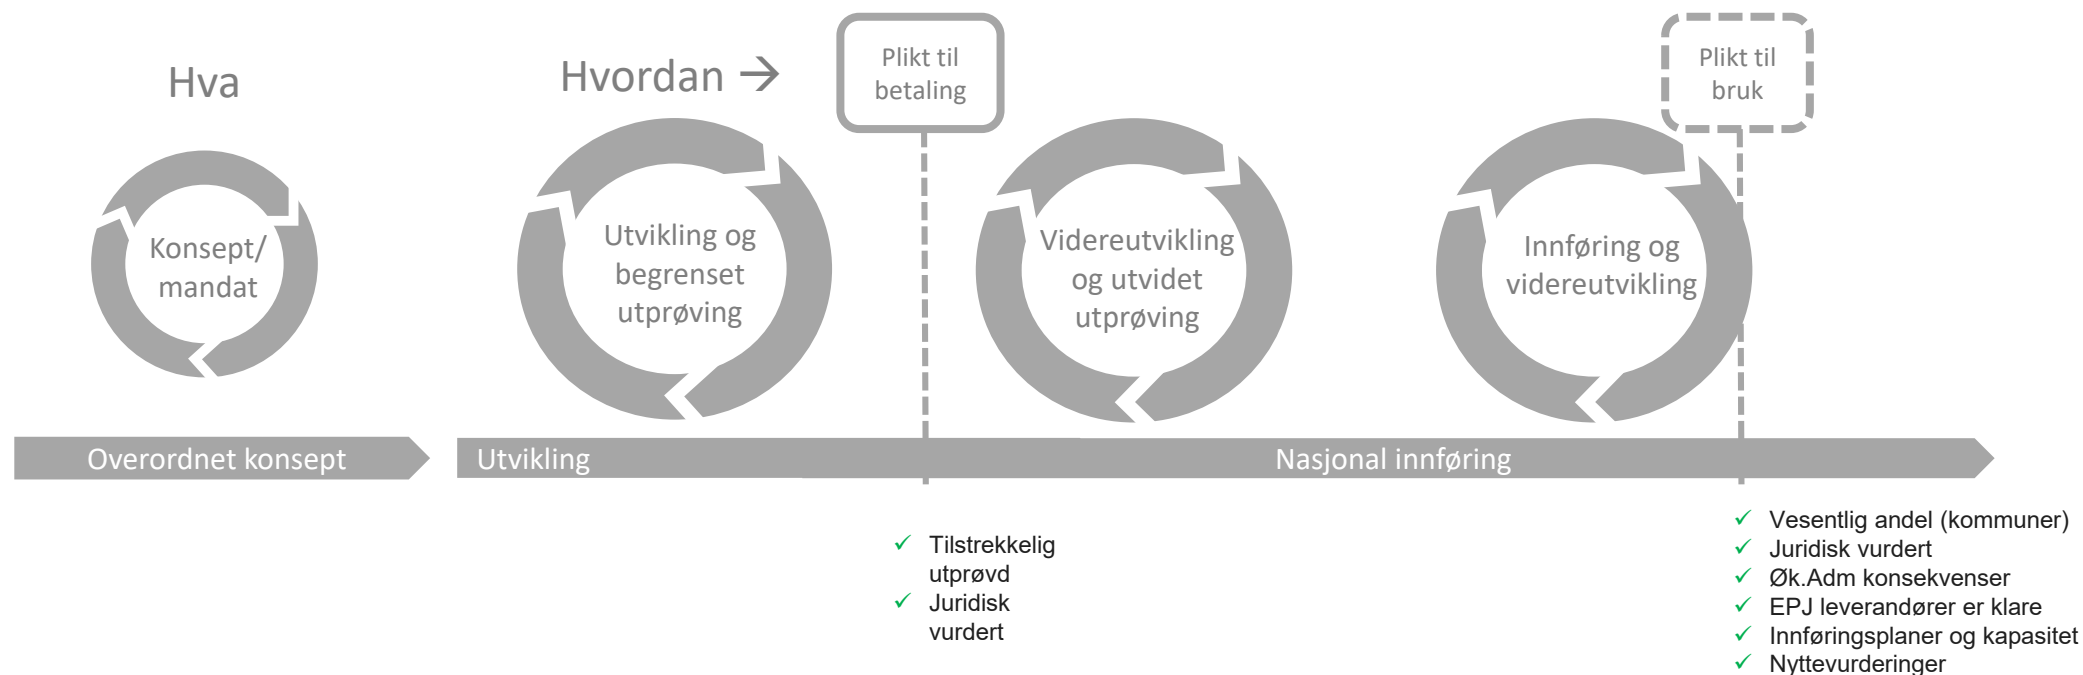 Hva
Hvordan →
Plikt til
betaling
Plikt til
bruk
Konsept/
mandat
Utvikling og
begrenset
utprøving
Videreutvikling
og utvidet
utprøving
Innføring og
videreutvikling
Overordnet konsept
Utvikling
Nasjonal innføring
✓ Tilstrekkelig
utprøvd
✓ Juridisk
vurdert
✓ Vesentlig andel (kommuner)
✓ Juridisk vurdert
✓ Øk.Adm konsekvenser
✓ EPJ leverandører er klare
✓ Innføringsplaner og kapasitet
✓ Nyttevurderinger